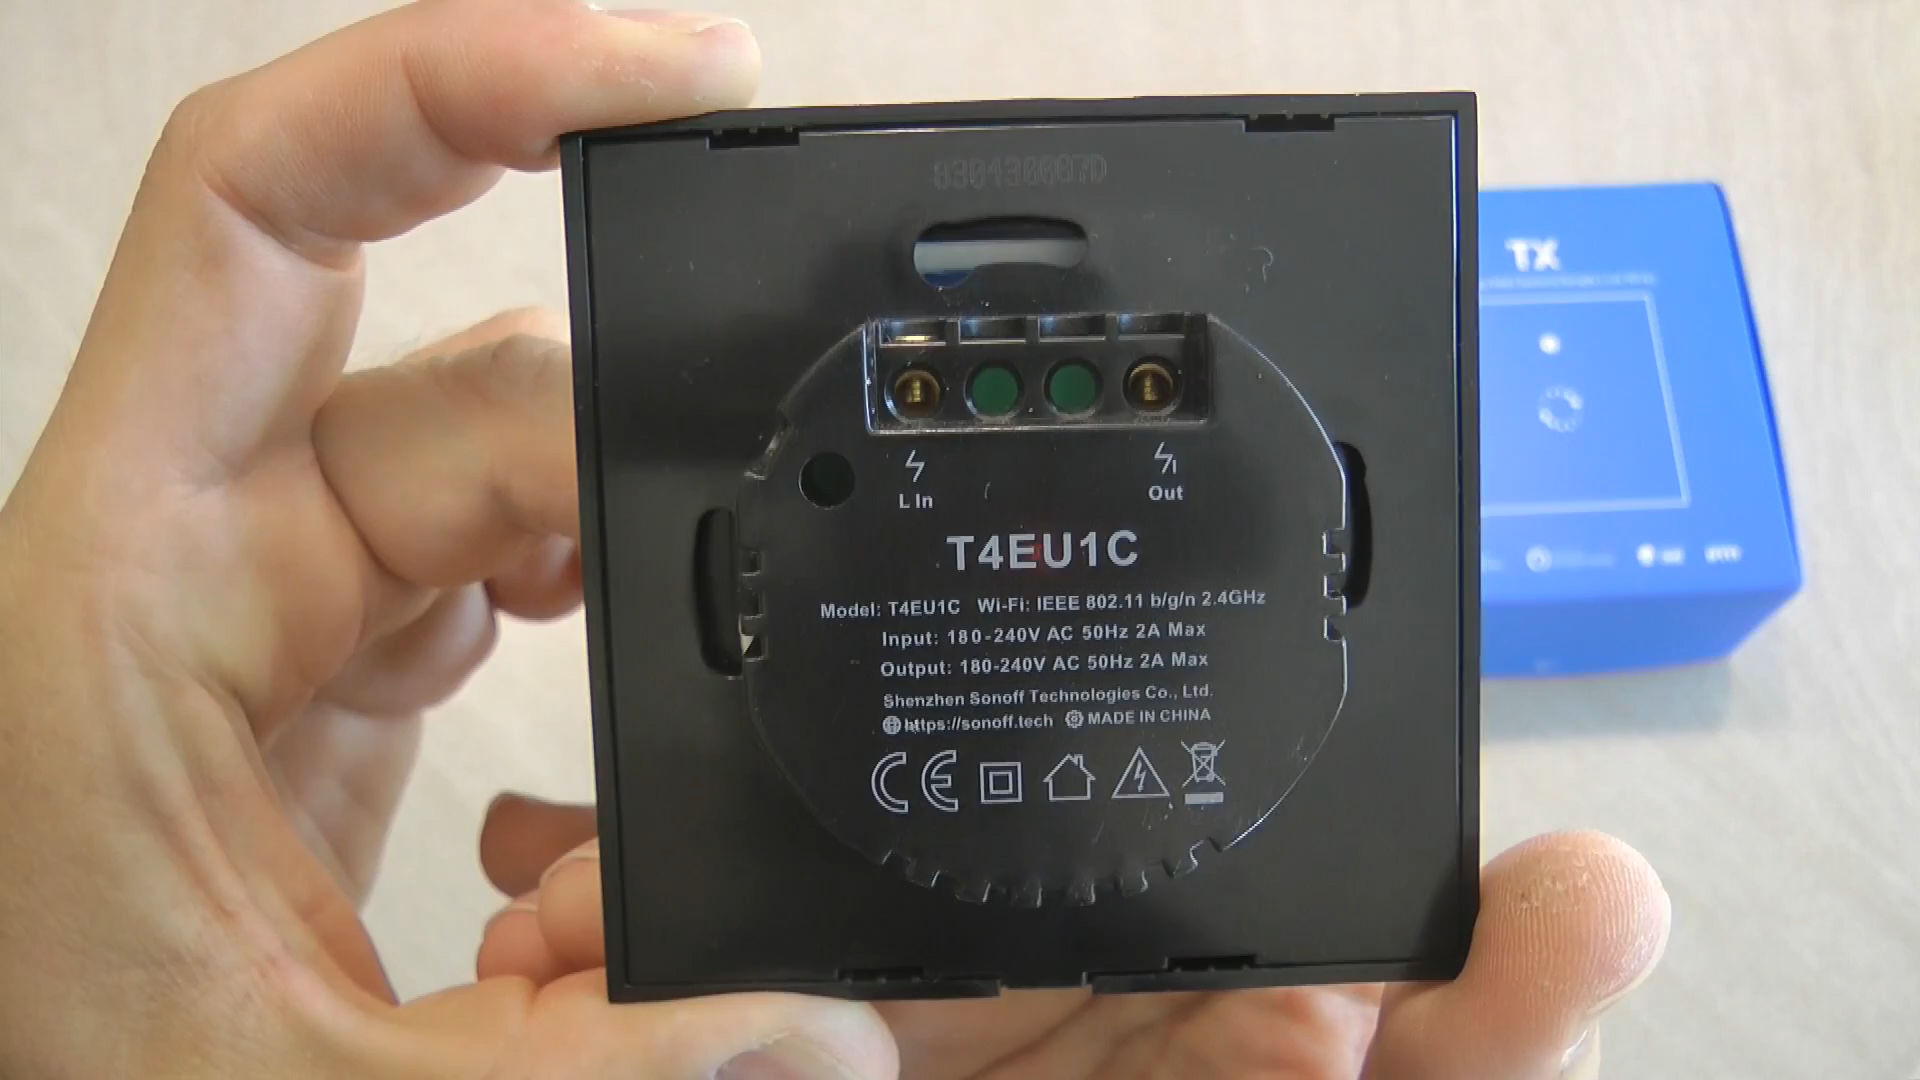 8304300070
TX
L In
Out
T4EU1C
Model: T4EU1C Wi-Fi: IEEE 802.11 b/g/n 2.4GHz
Input: 180-240V AC 50Hz 2A Max
Output: 180-240V AC 50Hz 2A Max
Shenzhen Sonoff Technologies Co., Ltd.
https://sonoff.tech MADE IN CHINA
CE